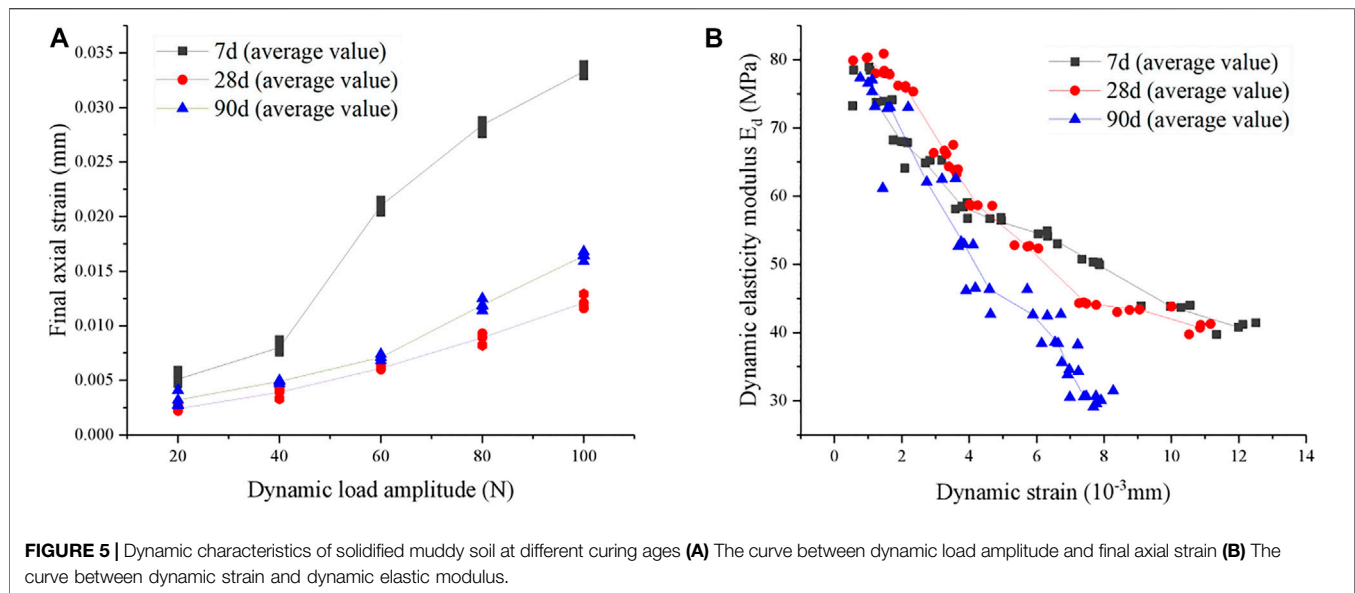 A
7d (average value)
28d (average value)
90d (average value)
0.035
0.030
0.025
0.020
0.015
0.010
0.005
0.000
Final axial strain (mm)
20 40 60 80 100
Dynamic load amplitude (N)
B
7d (average value)
28d (average value)
90d (average value)
80
70
60
50
40
30
Dynamic elasticity modulus E_d (MPa)
0 2 4 6 8 10 12 14
Dynamic strain (10⁻³mm)
FIGURE 5 | Dynamic characteristics of solidified muddy soil at different curing ages (A) The curve between dynamic load amplitude and final axial strain (B) The
curve between dynamic strain and dynamic elastic modulus.